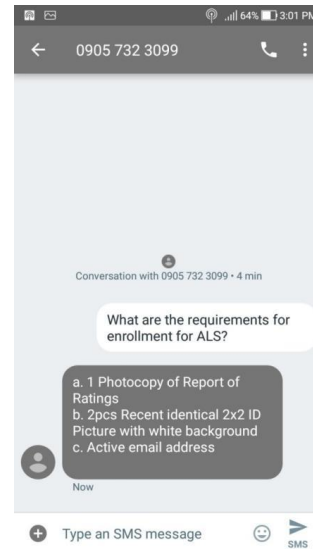 64% 3:01 PM
0905 732 3099
Conversation with 0905 732 3099 • 4 min
What are the requirements for
enrollment for ALS?
a. 1 Photocopy of Report of
Ratings
b. 2pcs Recent identical 2x2 ID
Picture with white background
c. Active email address
Now
Type an SMS message
SMS